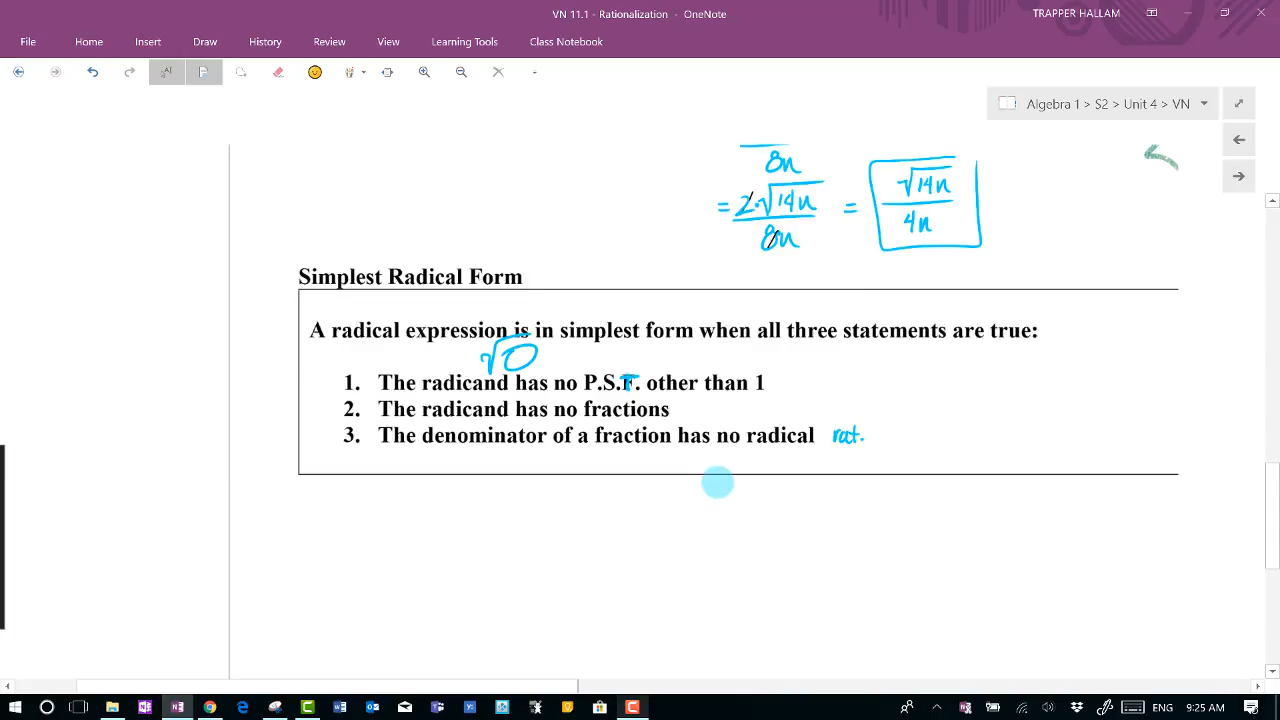 VN 11.1 - Rationalization - OneNote
TRAPPER HALLAM
File Home Insert Draw History Review View Learning Tools Class Notebook
Algebra 1 > S2 > Unit 4 > VN
8n
= 2·√14n / 8n = √14n / 4n
Simplest Radical Form
A radical expression is in simplest form when all three statements are true:
√
1. The radicand has no P.S.F. other than 1
2. The radicand has no fractions
3. The denominator of a fraction has no radical rat.
ENG 9:25 AM